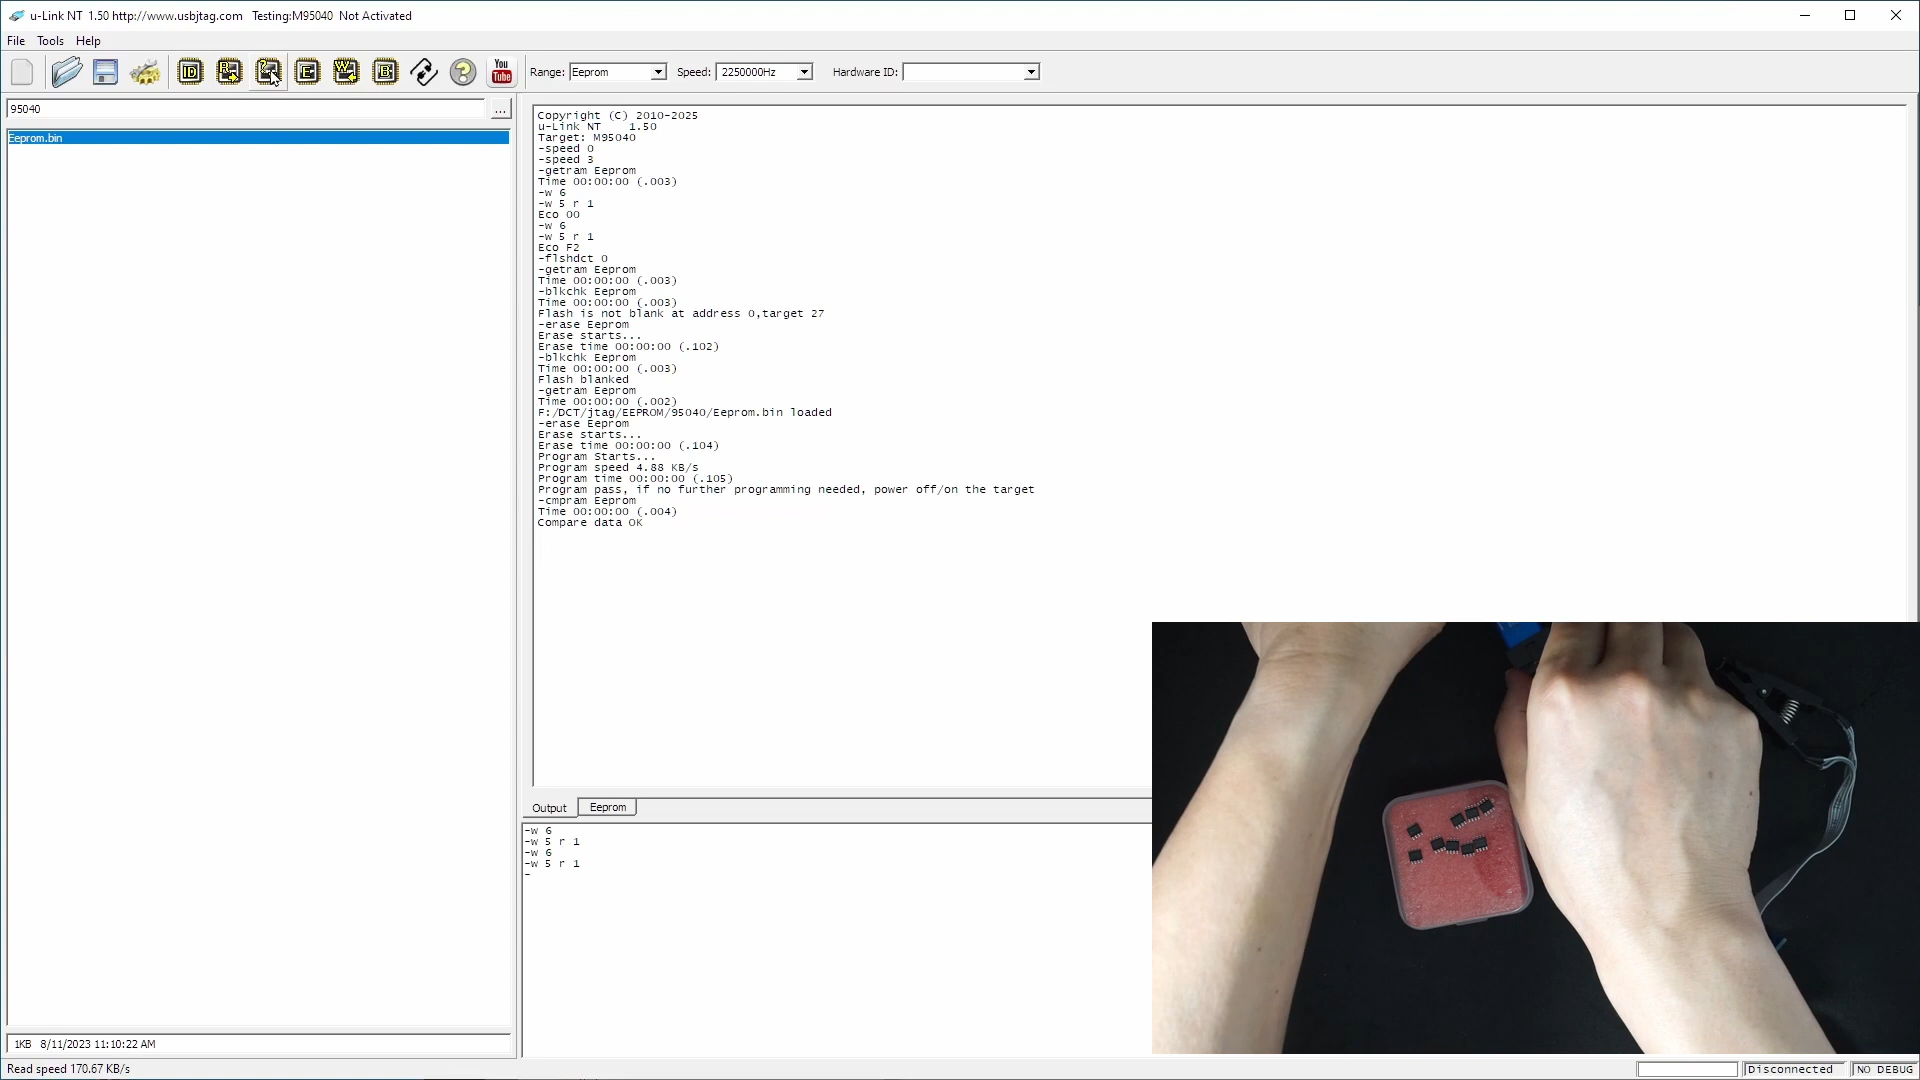 u-Link NT 1.50 http://www.usbjtag.com Testing:M95040 Not Activated
File Tools Help
ID R ? E W B ? You Tube Range: Eeprom Speed: 2250000Hz Hardware ID:
95040 ...
Eeprom.bin
Copyright (C) 2010-2025
u-Link NT 1.50
Target: M95040
-speed 0
-speed 3
-getram Eeprom
Time 00:00:00 (.003)
-w 6
-w 5 r 1
Eco 00
-w 6
-w 5 r 1
Eco F2
-flshdct 0
-getram Eeprom
Time 00:00:00 (.003)
-blkchk Eeprom
Time 00:00:00 (.003)
Flash is not blank at address 0,target 27
-erase Eeprom
Erase starts...
Erase time 00:00:00 (.102)
-blkchk Eeprom
Time 00:00:00 (.003)
Flash blanked
-getram Eeprom
Time 00:00:00 (.002)
F:/DCT/jtag/EEPROM/95040/Eeprom.bin loaded
-erase Eeprom
Erase starts...
Erase time 00:00:00 (.104)
Program Starts...
Program speed 4.88 KB/s
Program time 00:00:00 (.105)
Program pass, if no further programming needed, power off/on the target
-cmpram Eeprom
Time 00:00:00 (.004)
Compare data OK
Output Eeprom
-w 6
-w 5 r 1
-w 6
-w 5 r 1
-
1KB 8/11/2023 11:10:22 AM
Read speed 170.67 KB/s Disconnected NO DEBUG